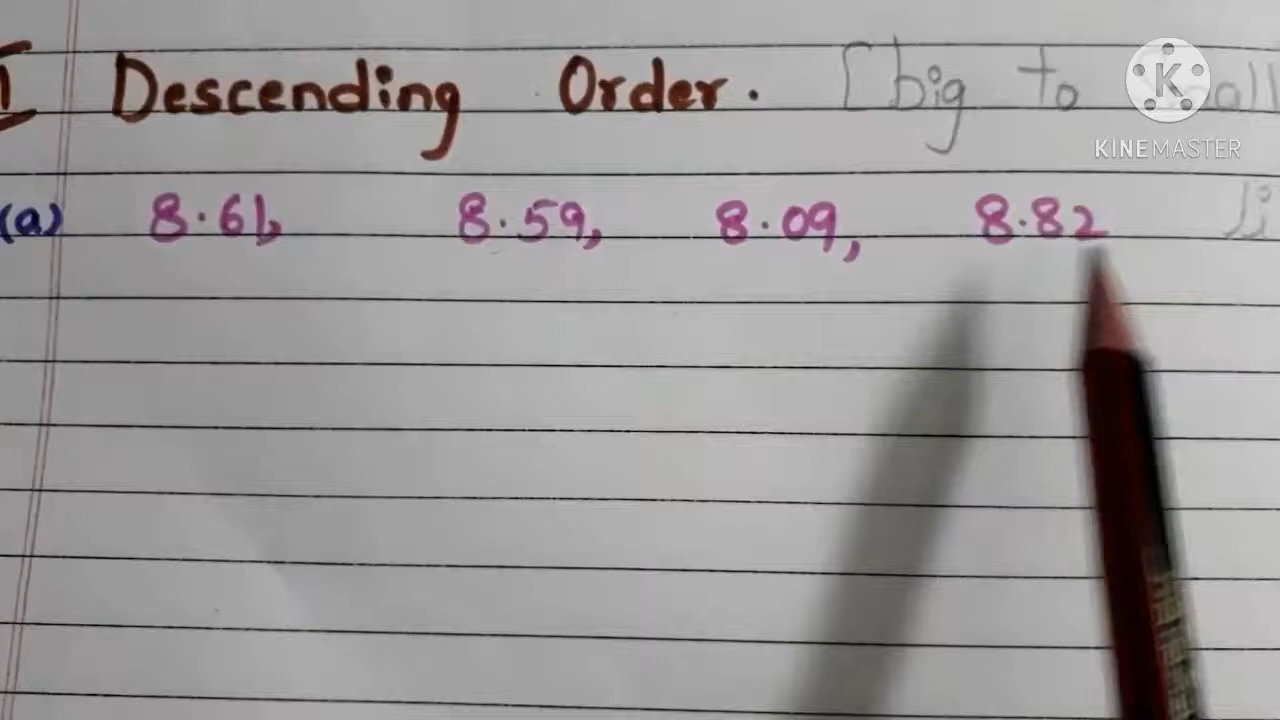 Descending Order. [big to
KINEMASTER
(a) 8.61, 8.59, 8.09, 8.82